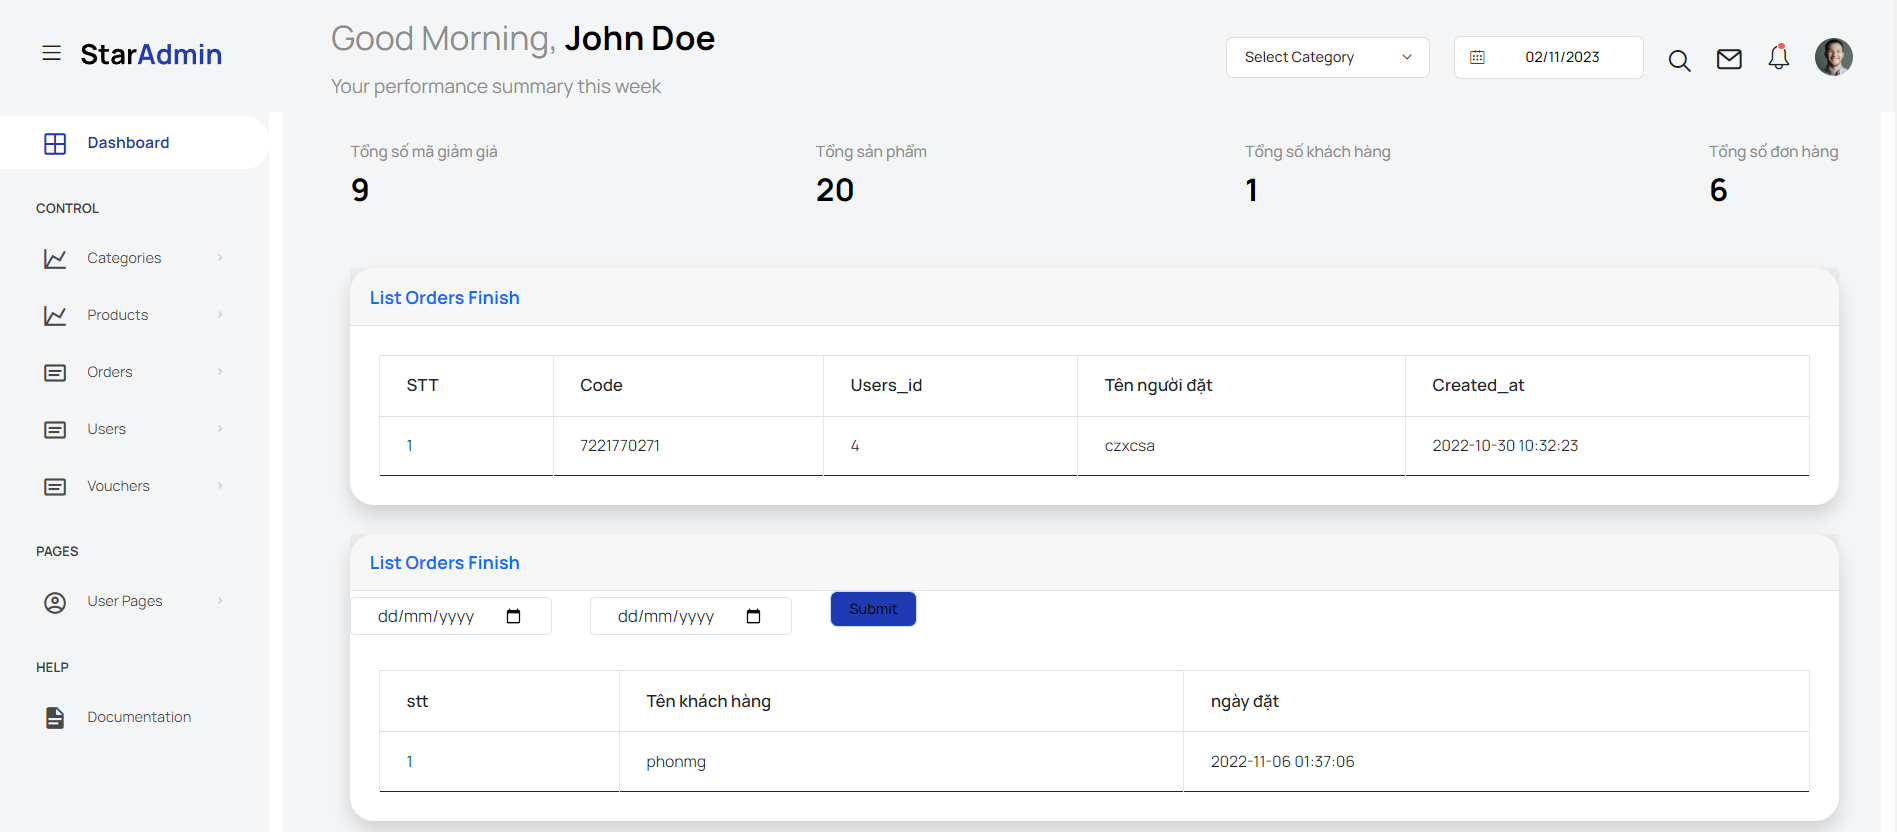 StarAdmin
Good Morning, John Doe
Your performance summary this week
Select Category
02/11/2023
Dashboard
CONTROL
Categories
Products
Orders
Users
Vouchers
PAGES
User Pages
HELP
Documentation
Tổng số mã giảm giá
9
Tổng sản phẩm
20
Tổng số khách hàng
1
Tổng số đơn hàng
6
List Orders Finish
STT Code Users_id Tên người đặt Created_at
1 7221770271 4 czxcsa 2022-10-30 10:32:23
List Orders Finish
dd/mm/yyyy dd/mm/yyyy Submit
stt Tên khách hàng ngày đặt
1 phonmg 2022-11-06 01:37:06